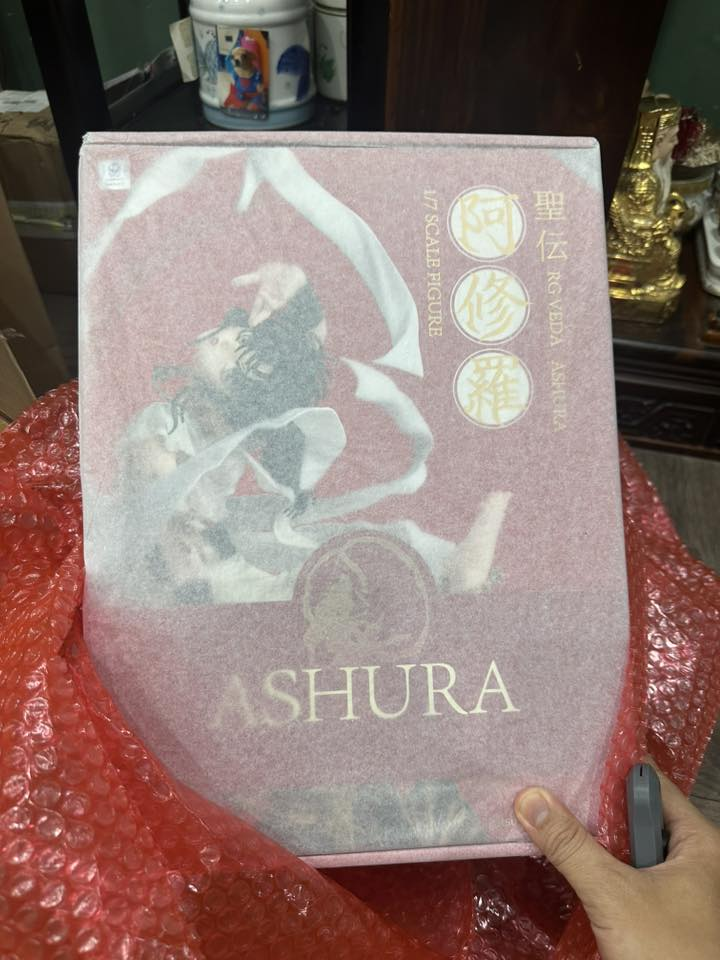 聖伝 RG VEDA ASHURA
阿修羅
1/7 SCALE FIGURE
ASHURA